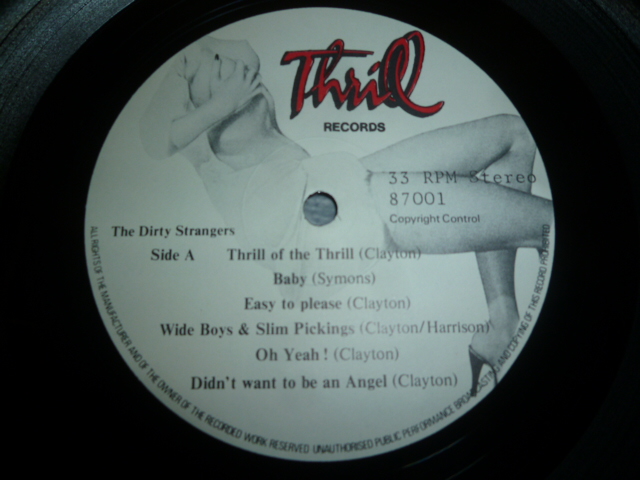 Thrill
RECORDS
33 RPM Stereo
87001
Copyright Control
The Dirty Strangers
Side A Thrill of the Thrill (Clayton)
Baby (Symons)
Easy to please (Clayton)
Wide Boys & Slim Pickings (Clayton/Harrison)
Oh Yeah! (Clayton)
Didn't want to be an Angel (Clayton)
ALL RIGHTS OF THE MANUFACTURER AND OF THE OWNER OF THE RECORDED WORK RESERVED UNAUTHORISED PUBLIC PERFORMANCE BROADCASTING AND COPYING OF THIS RECORD PROHIBITED